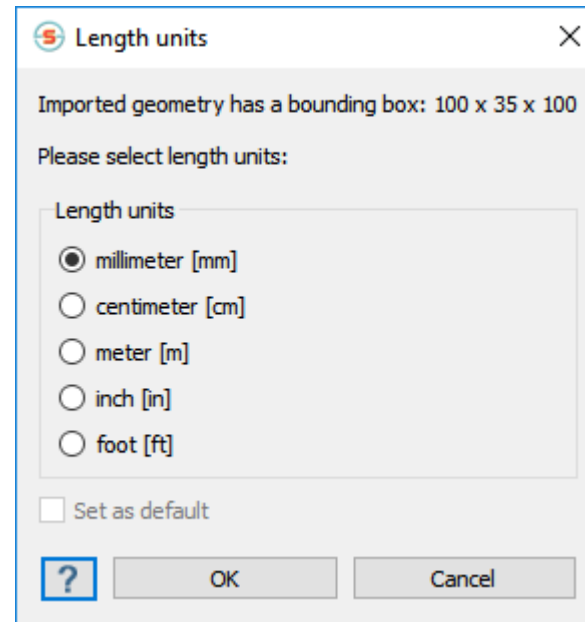 S Length units
Imported geometry has a bounding box: 100 x 35 x 100
Please select length units:
Length units
millimeter [mm]
centimeter [cm]
meter [m]
inch [in]
foot [ft]
Set as default
? OK Cancel